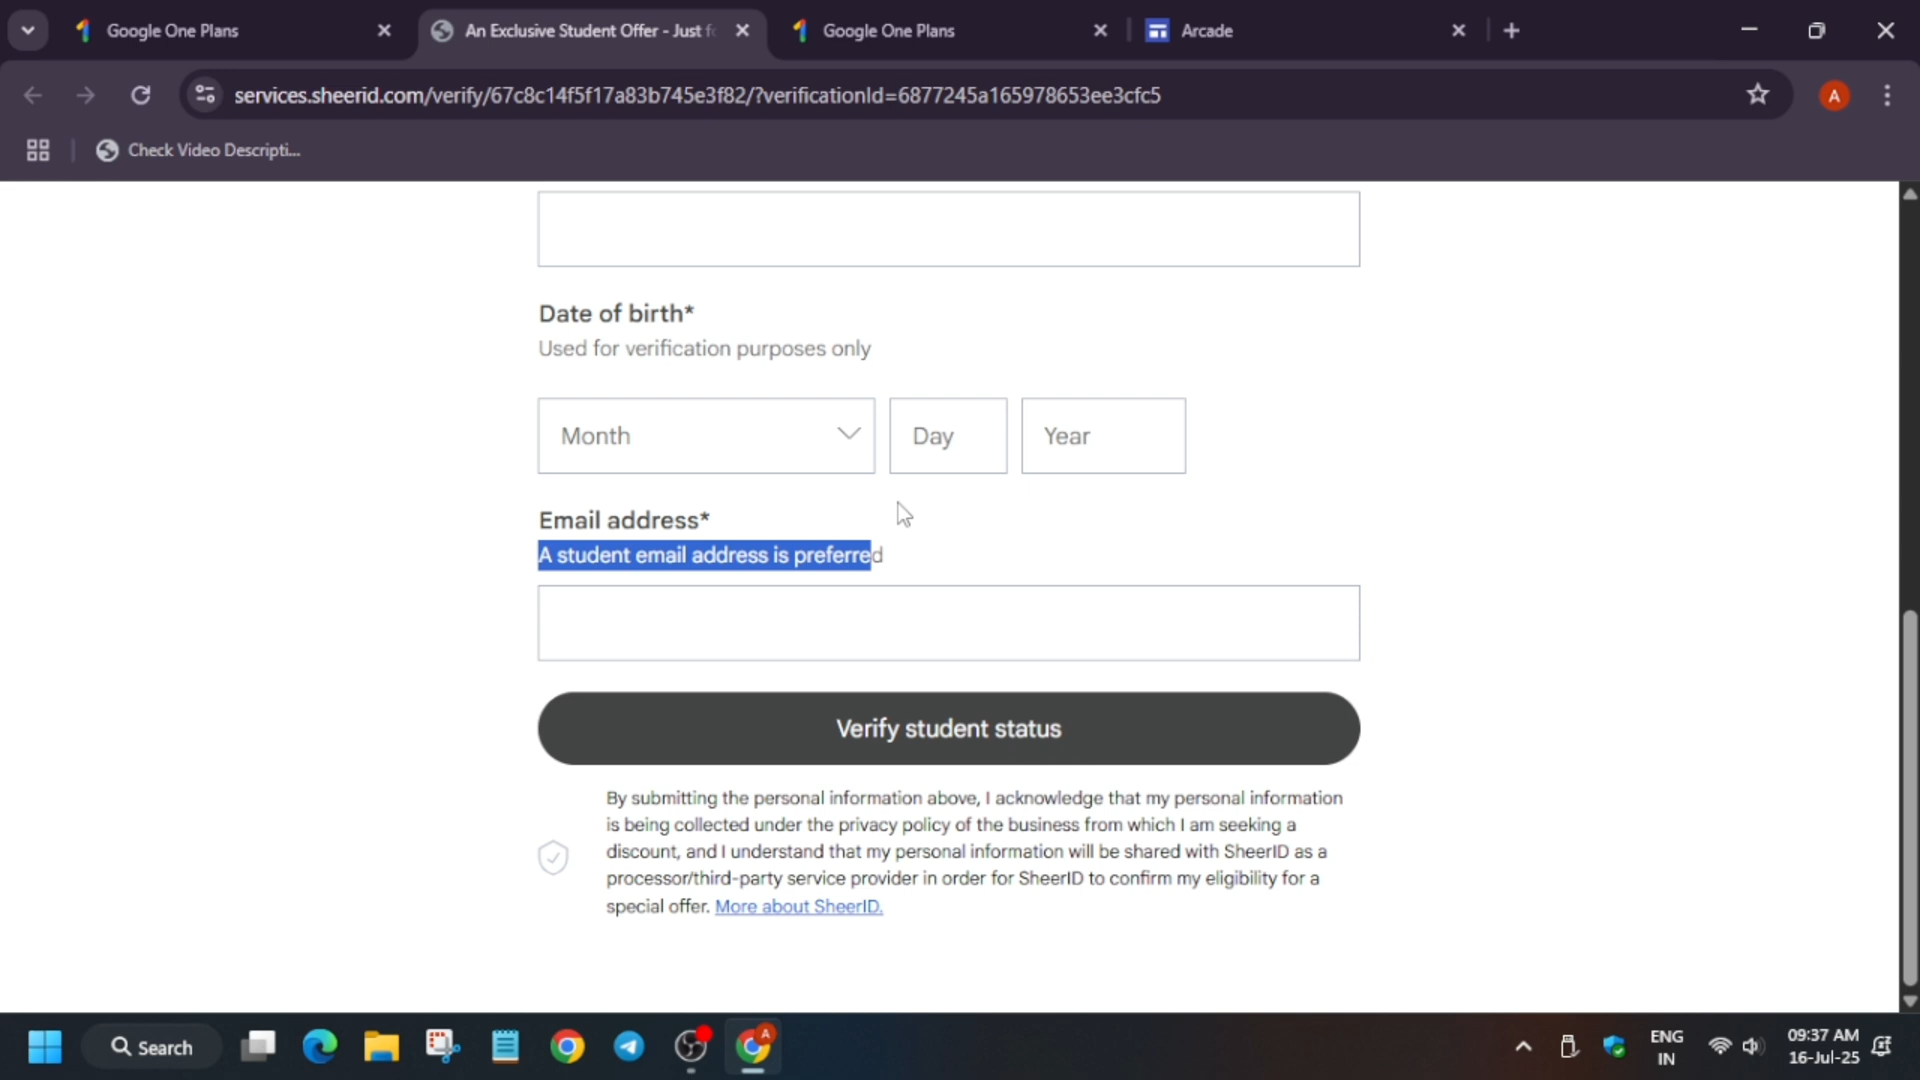 Google One Plans
An Exclusive Student Offer - Just f
Google One Plans
Arcade
services.sheerid.com/verify/67c8c14f5f17a83b745e3f82/?verificationId=6877245a165978653ee3cfc5
A
Check Video Descripti...
Date of birth*
Used for verification purposes only
Month
Day
Year
Email address*
A student email address is preferred
Verify student status
By submitting the personal information above, I acknowledge that my personal information
is being collected under the privacy policy of the business from which I am seeking a
discount, and I understand that my personal information will be shared with SheerID as a
processor/third-party service provider in order for SheerID to confirm my eligibility for a
special offer. More about SheerID.
Search
A
ENG
IN
09:37 AM
16-Jul-25